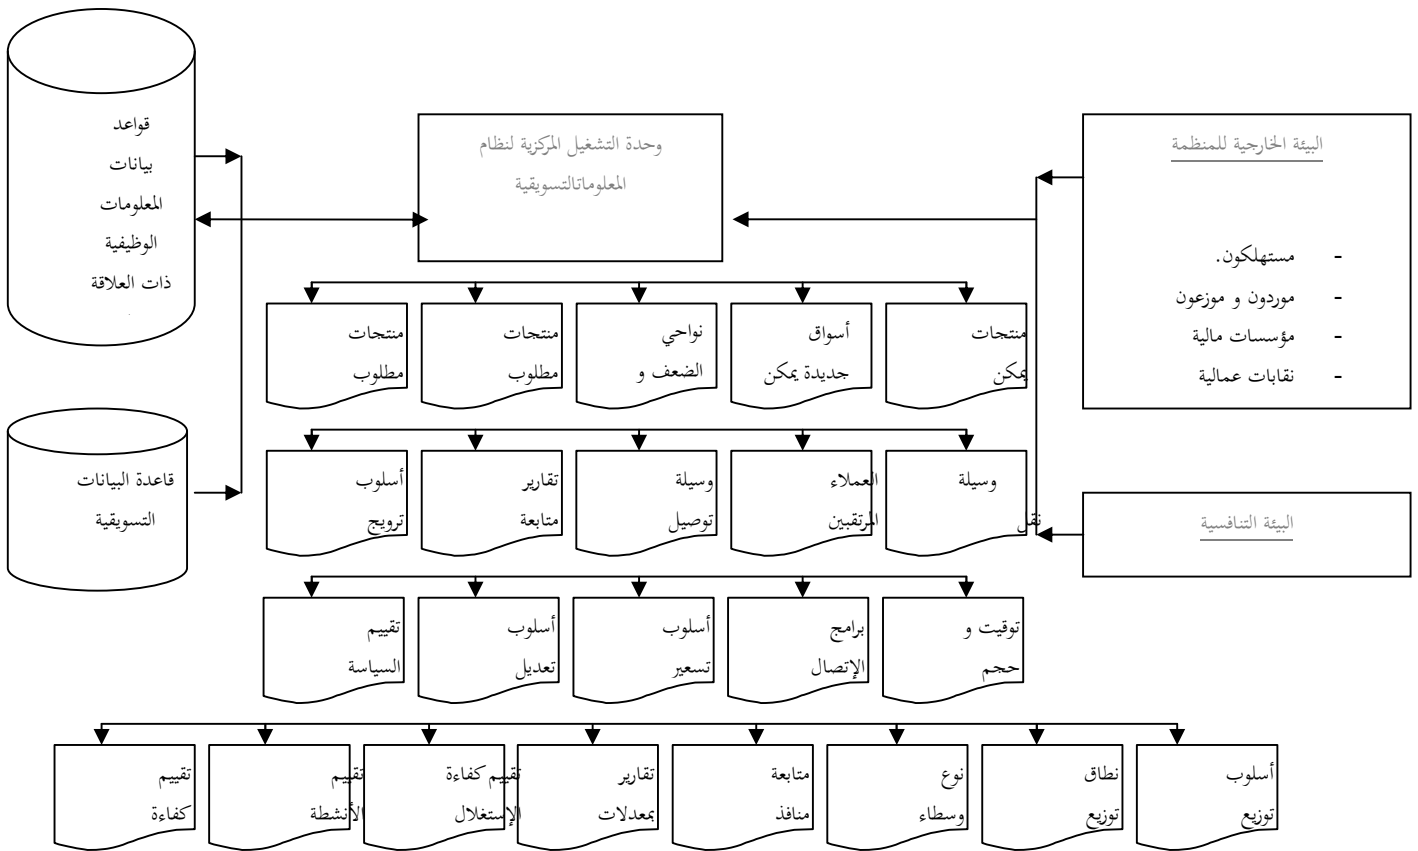 البيئة الخارجية للمنظمة
- مستهلكون.
- موردون و موزعون
- مؤسسات مالية
- نقابات عمالية
البيئة التنافسية
وحدة التشغيل المركزية لنظام
المعلوماتالتسويقية
قواعد
بيانات
المعلومات
الوظيفية
ذات العلاقة
قاعدة البيانات
التسويقية
منتجات
يمكن
أسواق
جديدة يمكن
نواحي
الضعف و
منتجات
مطلوب
منتجات
مطلوب
وسيلة
نقل
العملاء
المرتقبين
وسيلة
توصيل
تقارير
متابعة
أسلوب
ترويج
توقيت و
حجم
برامج
الإتصال
أسلوب
تسعير
أسلوب
تعديل
تقييم
السياسة
أسلوب
توزيع
نطاق
توزيع
نوع
وسطاء
متابعة
منافذ
تقارير
بمعدلات
تقييم كفاءة
الإستغلال
تقييم
الأنشطة
تقييم
كفاءة